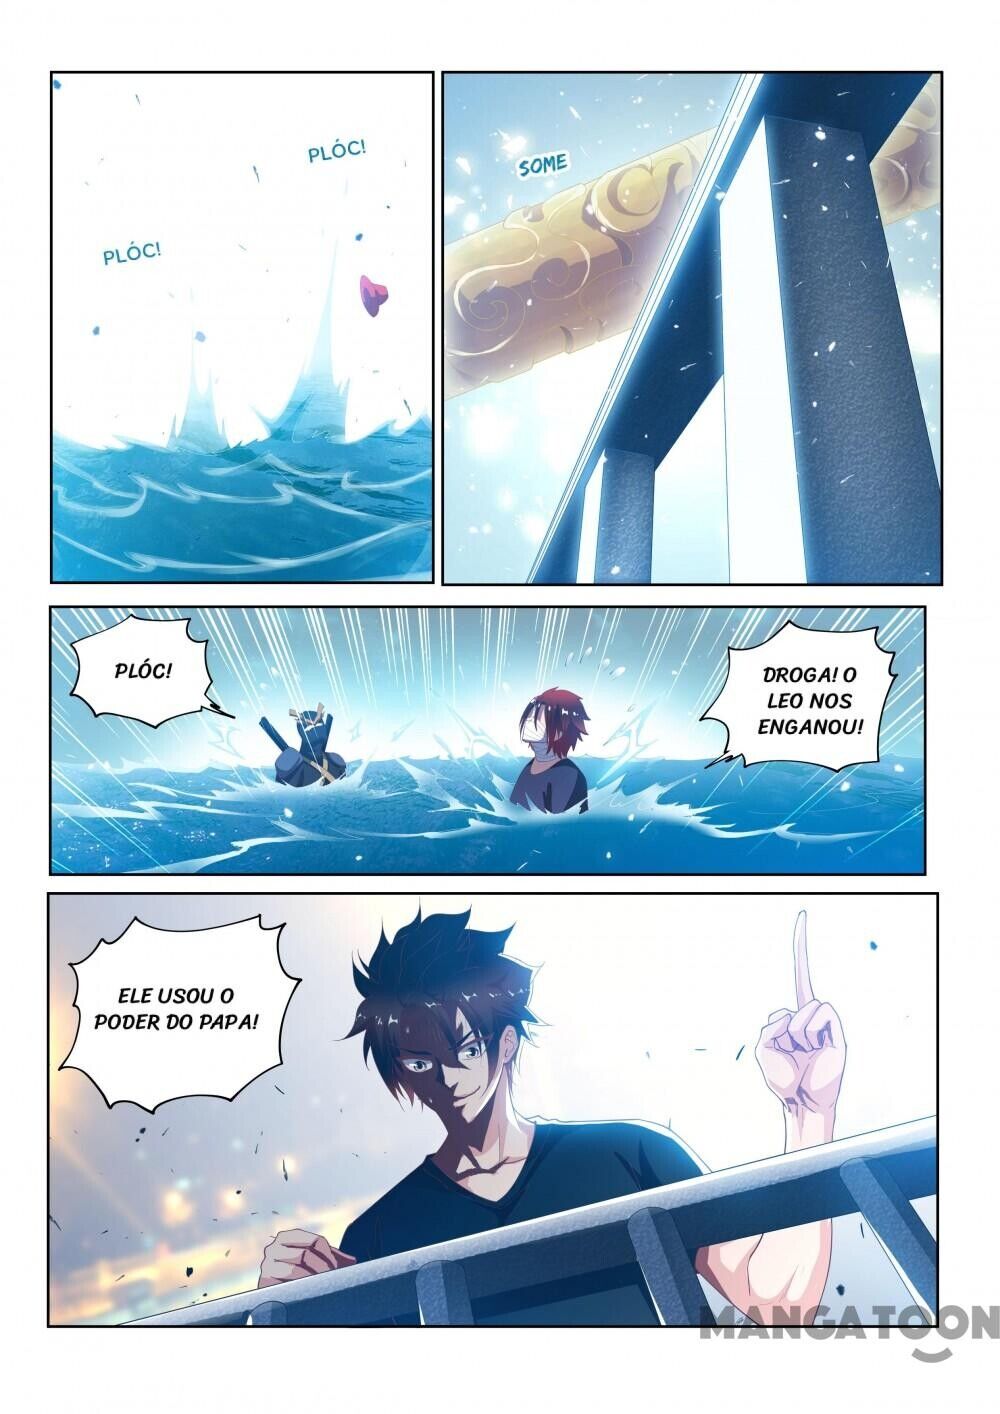 PLÓC!
PLÓC!
SOME
PLÓC!
DROGA! O
LEO NOS
ENGANOU!
ELE USOU O
PODER DO PAPA!
MANGATOON